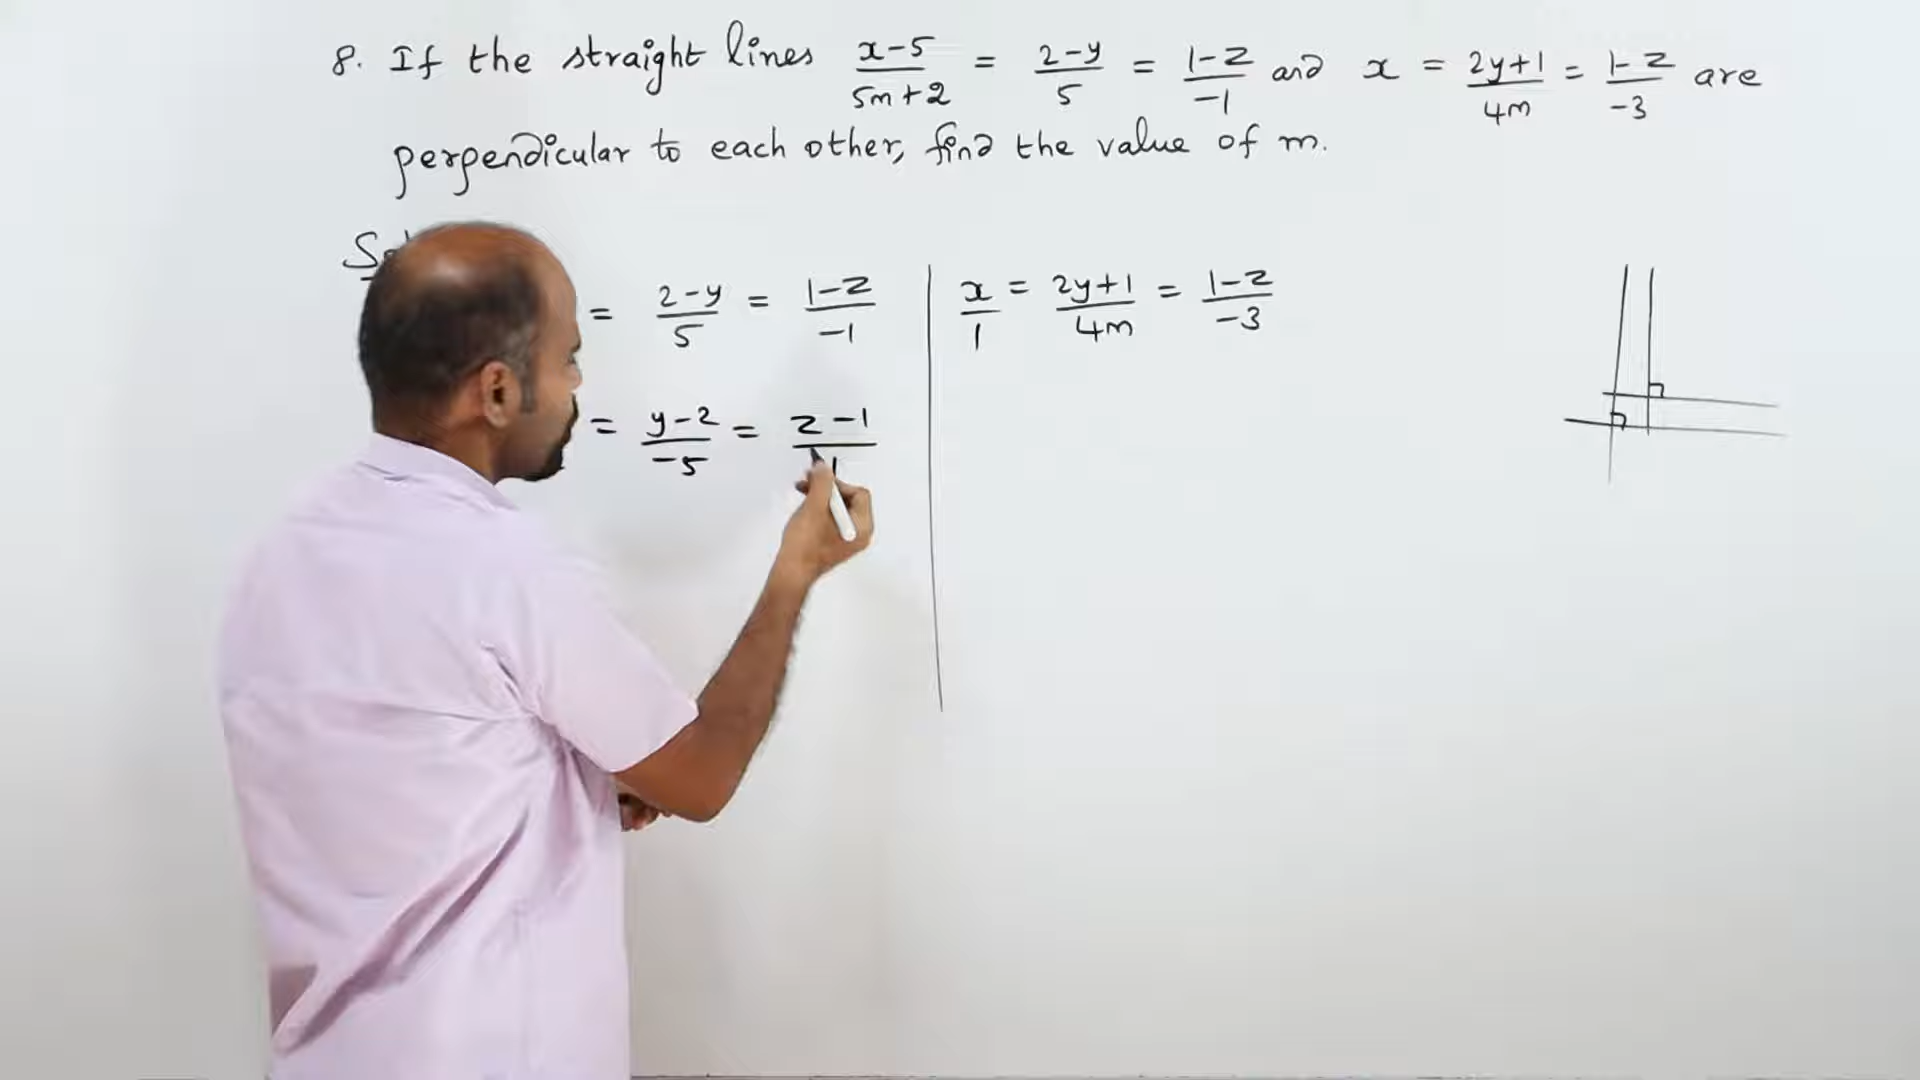 8. If the straight lines (x-5)/(5m+2) = (2-y)/5 = (1-z)/-1 and x = (2y+1)/4m = (1-z)/-3 are
perpendicular to each other, find the value of m.
= (2-y)/5 = (1-z)/-1
x/1 = (2y+1)/4m = (1-z)/-3
= (y-2)/-5 = (z-1)/1